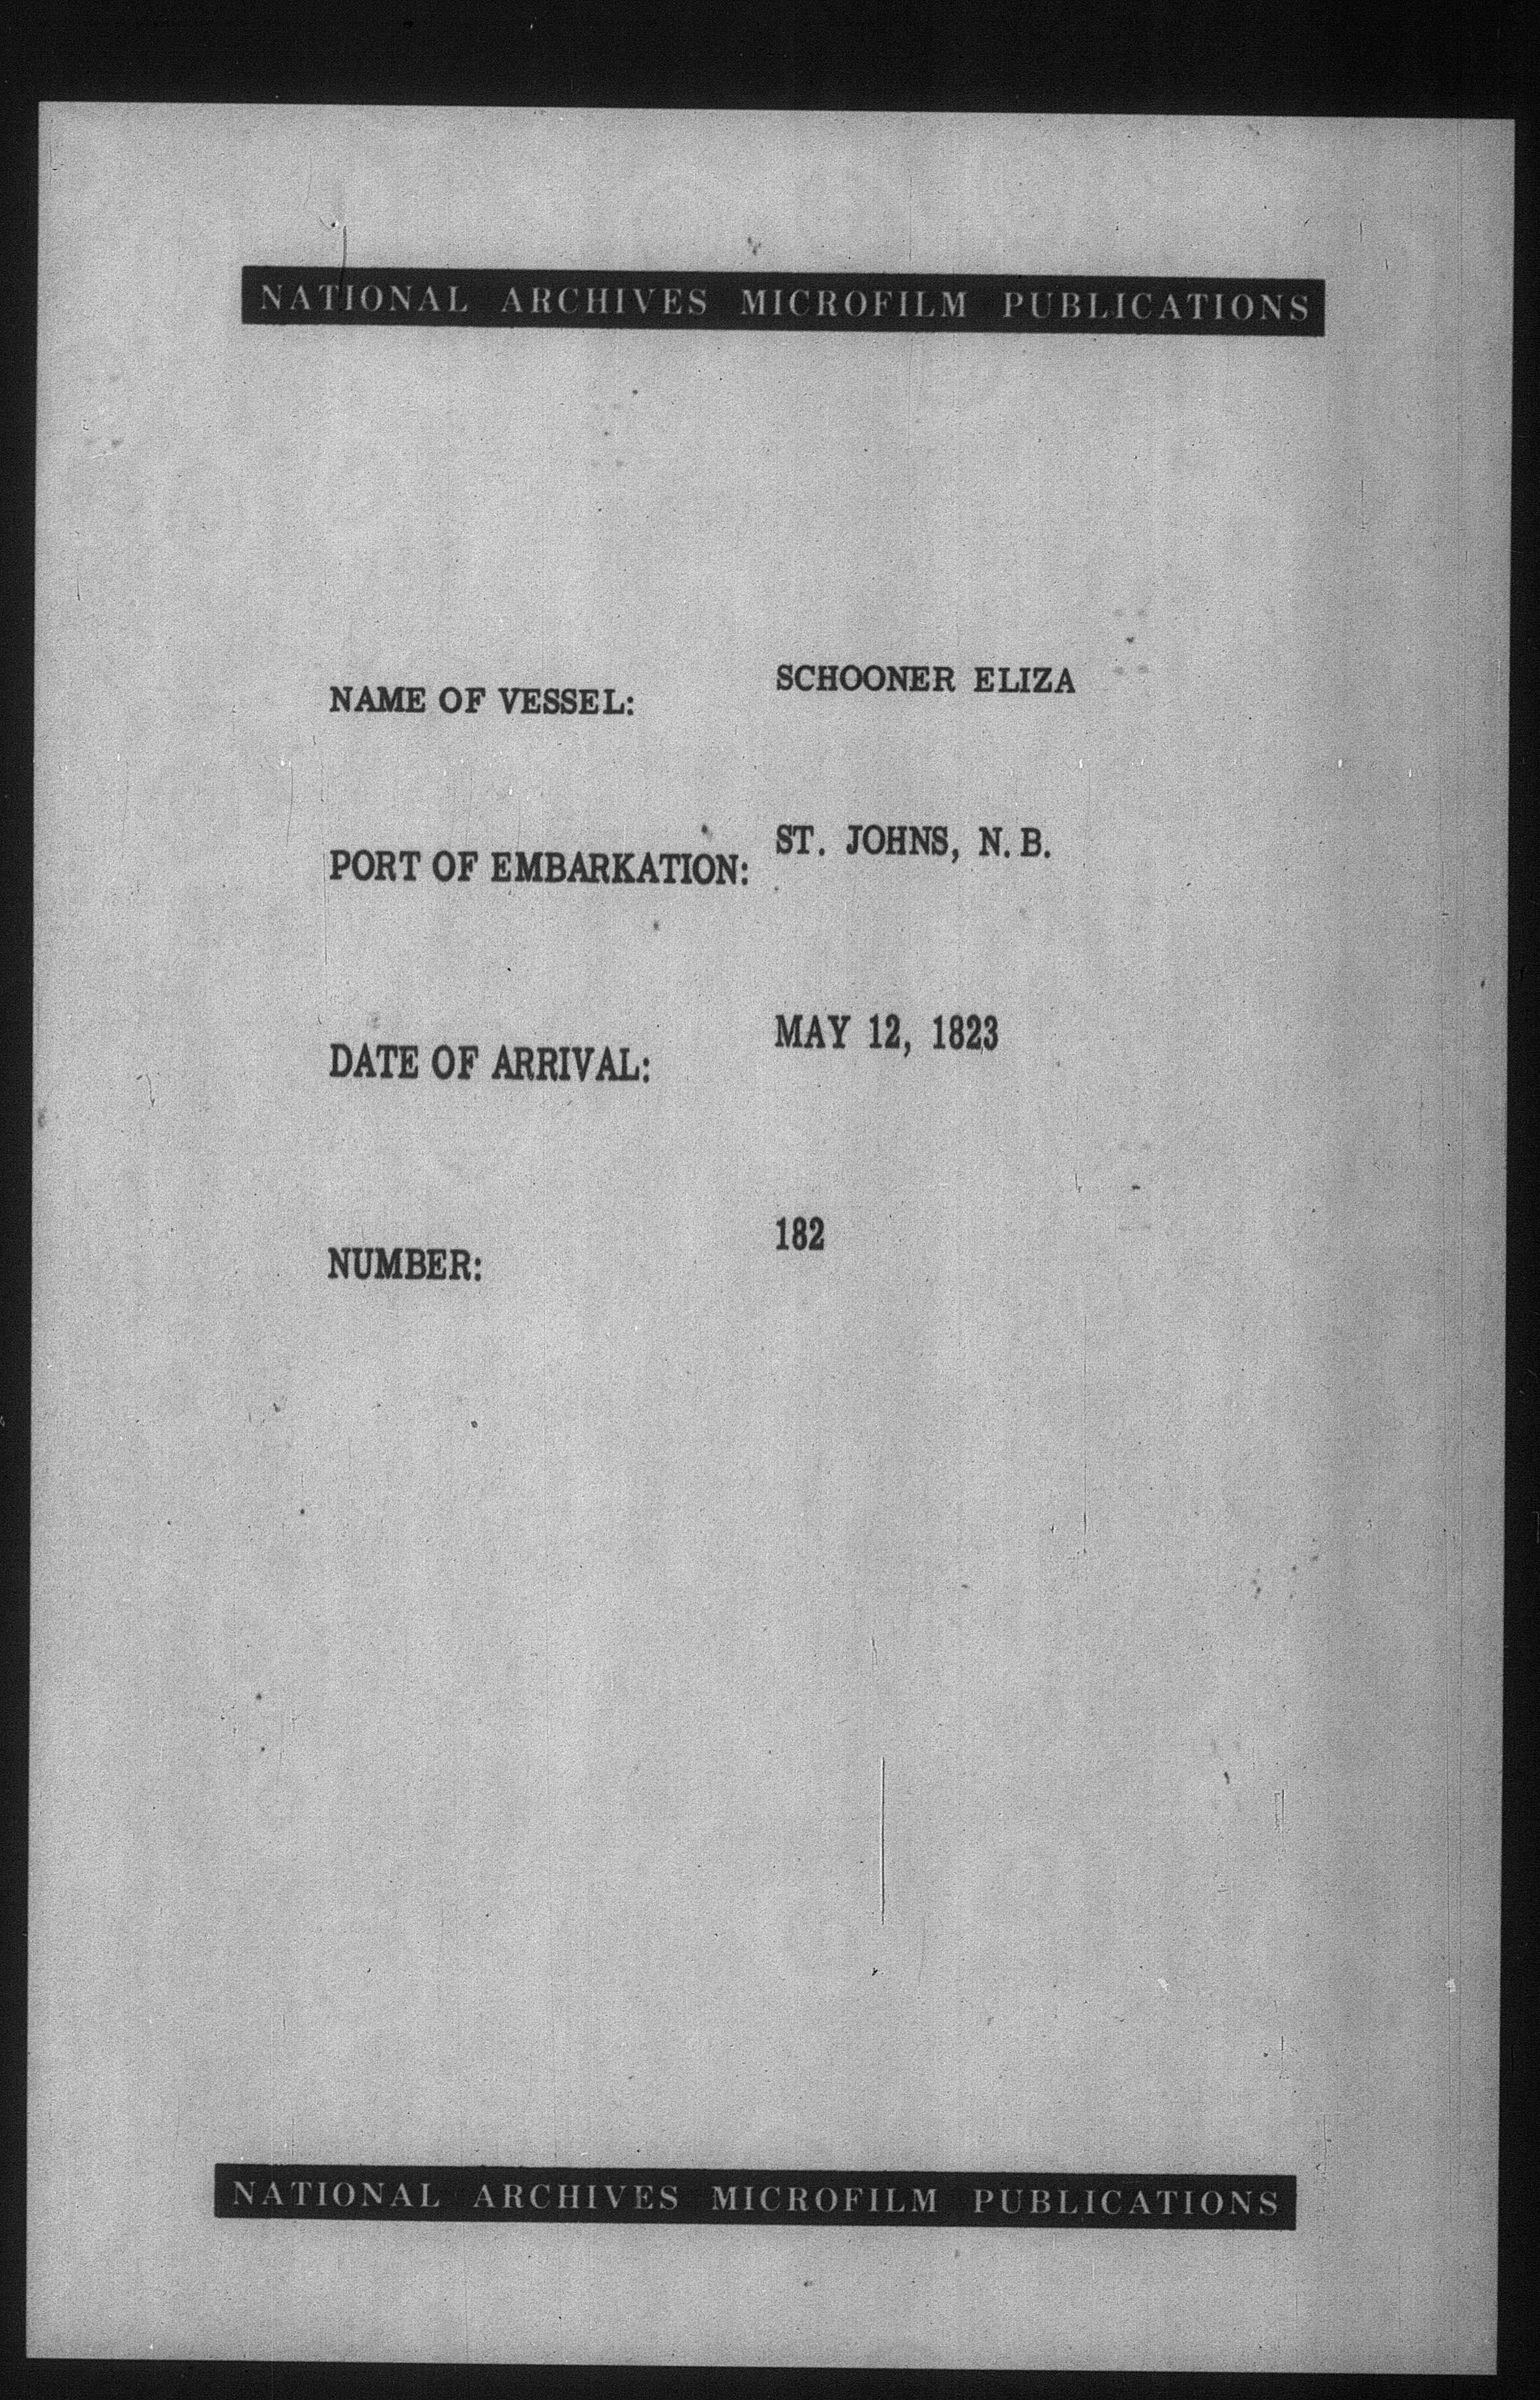 NATIONAL ARCHIVES MICROFILM PUBLICATIONS
NAME OF VESSEL: SCHOONER ELIZA
PORT OF EMBARKATION: ST. JOHNS, N.B.
DATE OF ARRIVAL: MAY 12, 1823
NUMBER: 182
NATIONAL ARCHIVES MICROFILM PUBLICATIONS